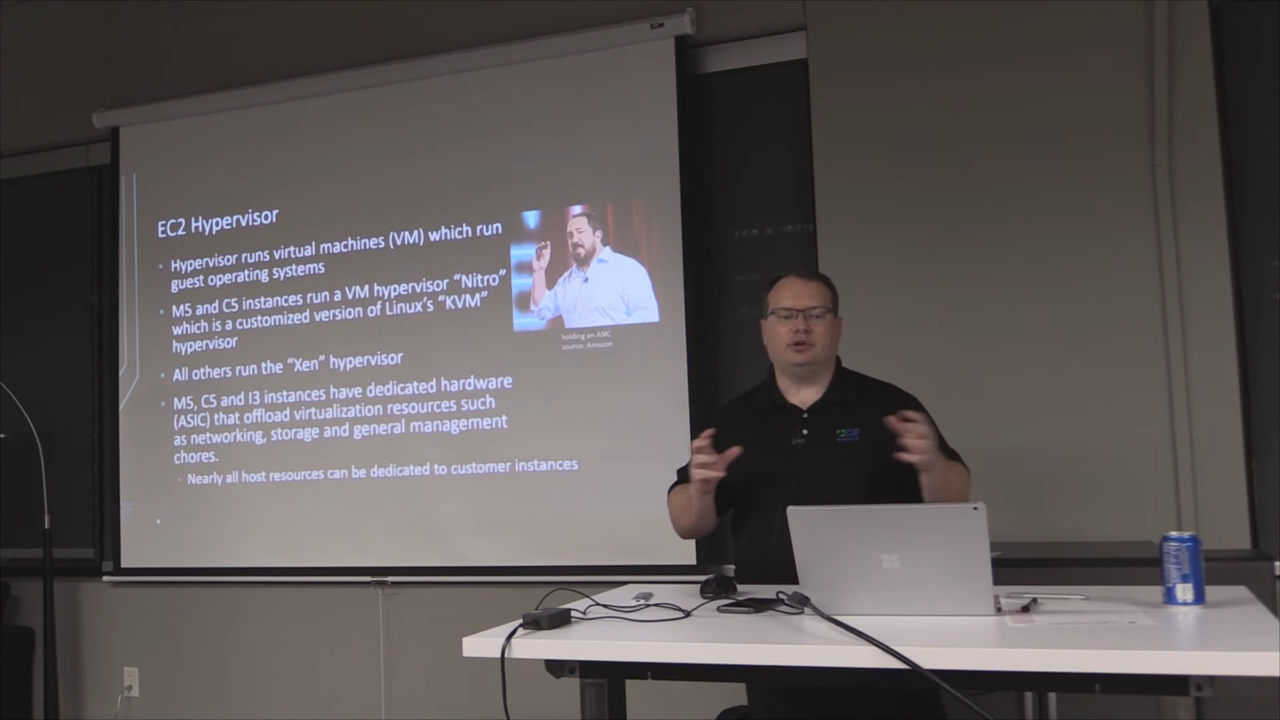 EC2 Hypervisor
Hypervisor runs virtual machines (VM) which run
guest operating systems
M5 and C5 instances run a VM hypervisor “Nitro”
which is a customized version of Linux’s “KVM”
hypervisor
All others run the “Xen” hypervisor
M5, C5 and I3 instances have dedicated hardware
(ASIC) that offload virtualization resources such
as networking, storage and general management
chores.
Nearly all host resources can be dedicated to customer instances
holding an ASIC
source: Amazon